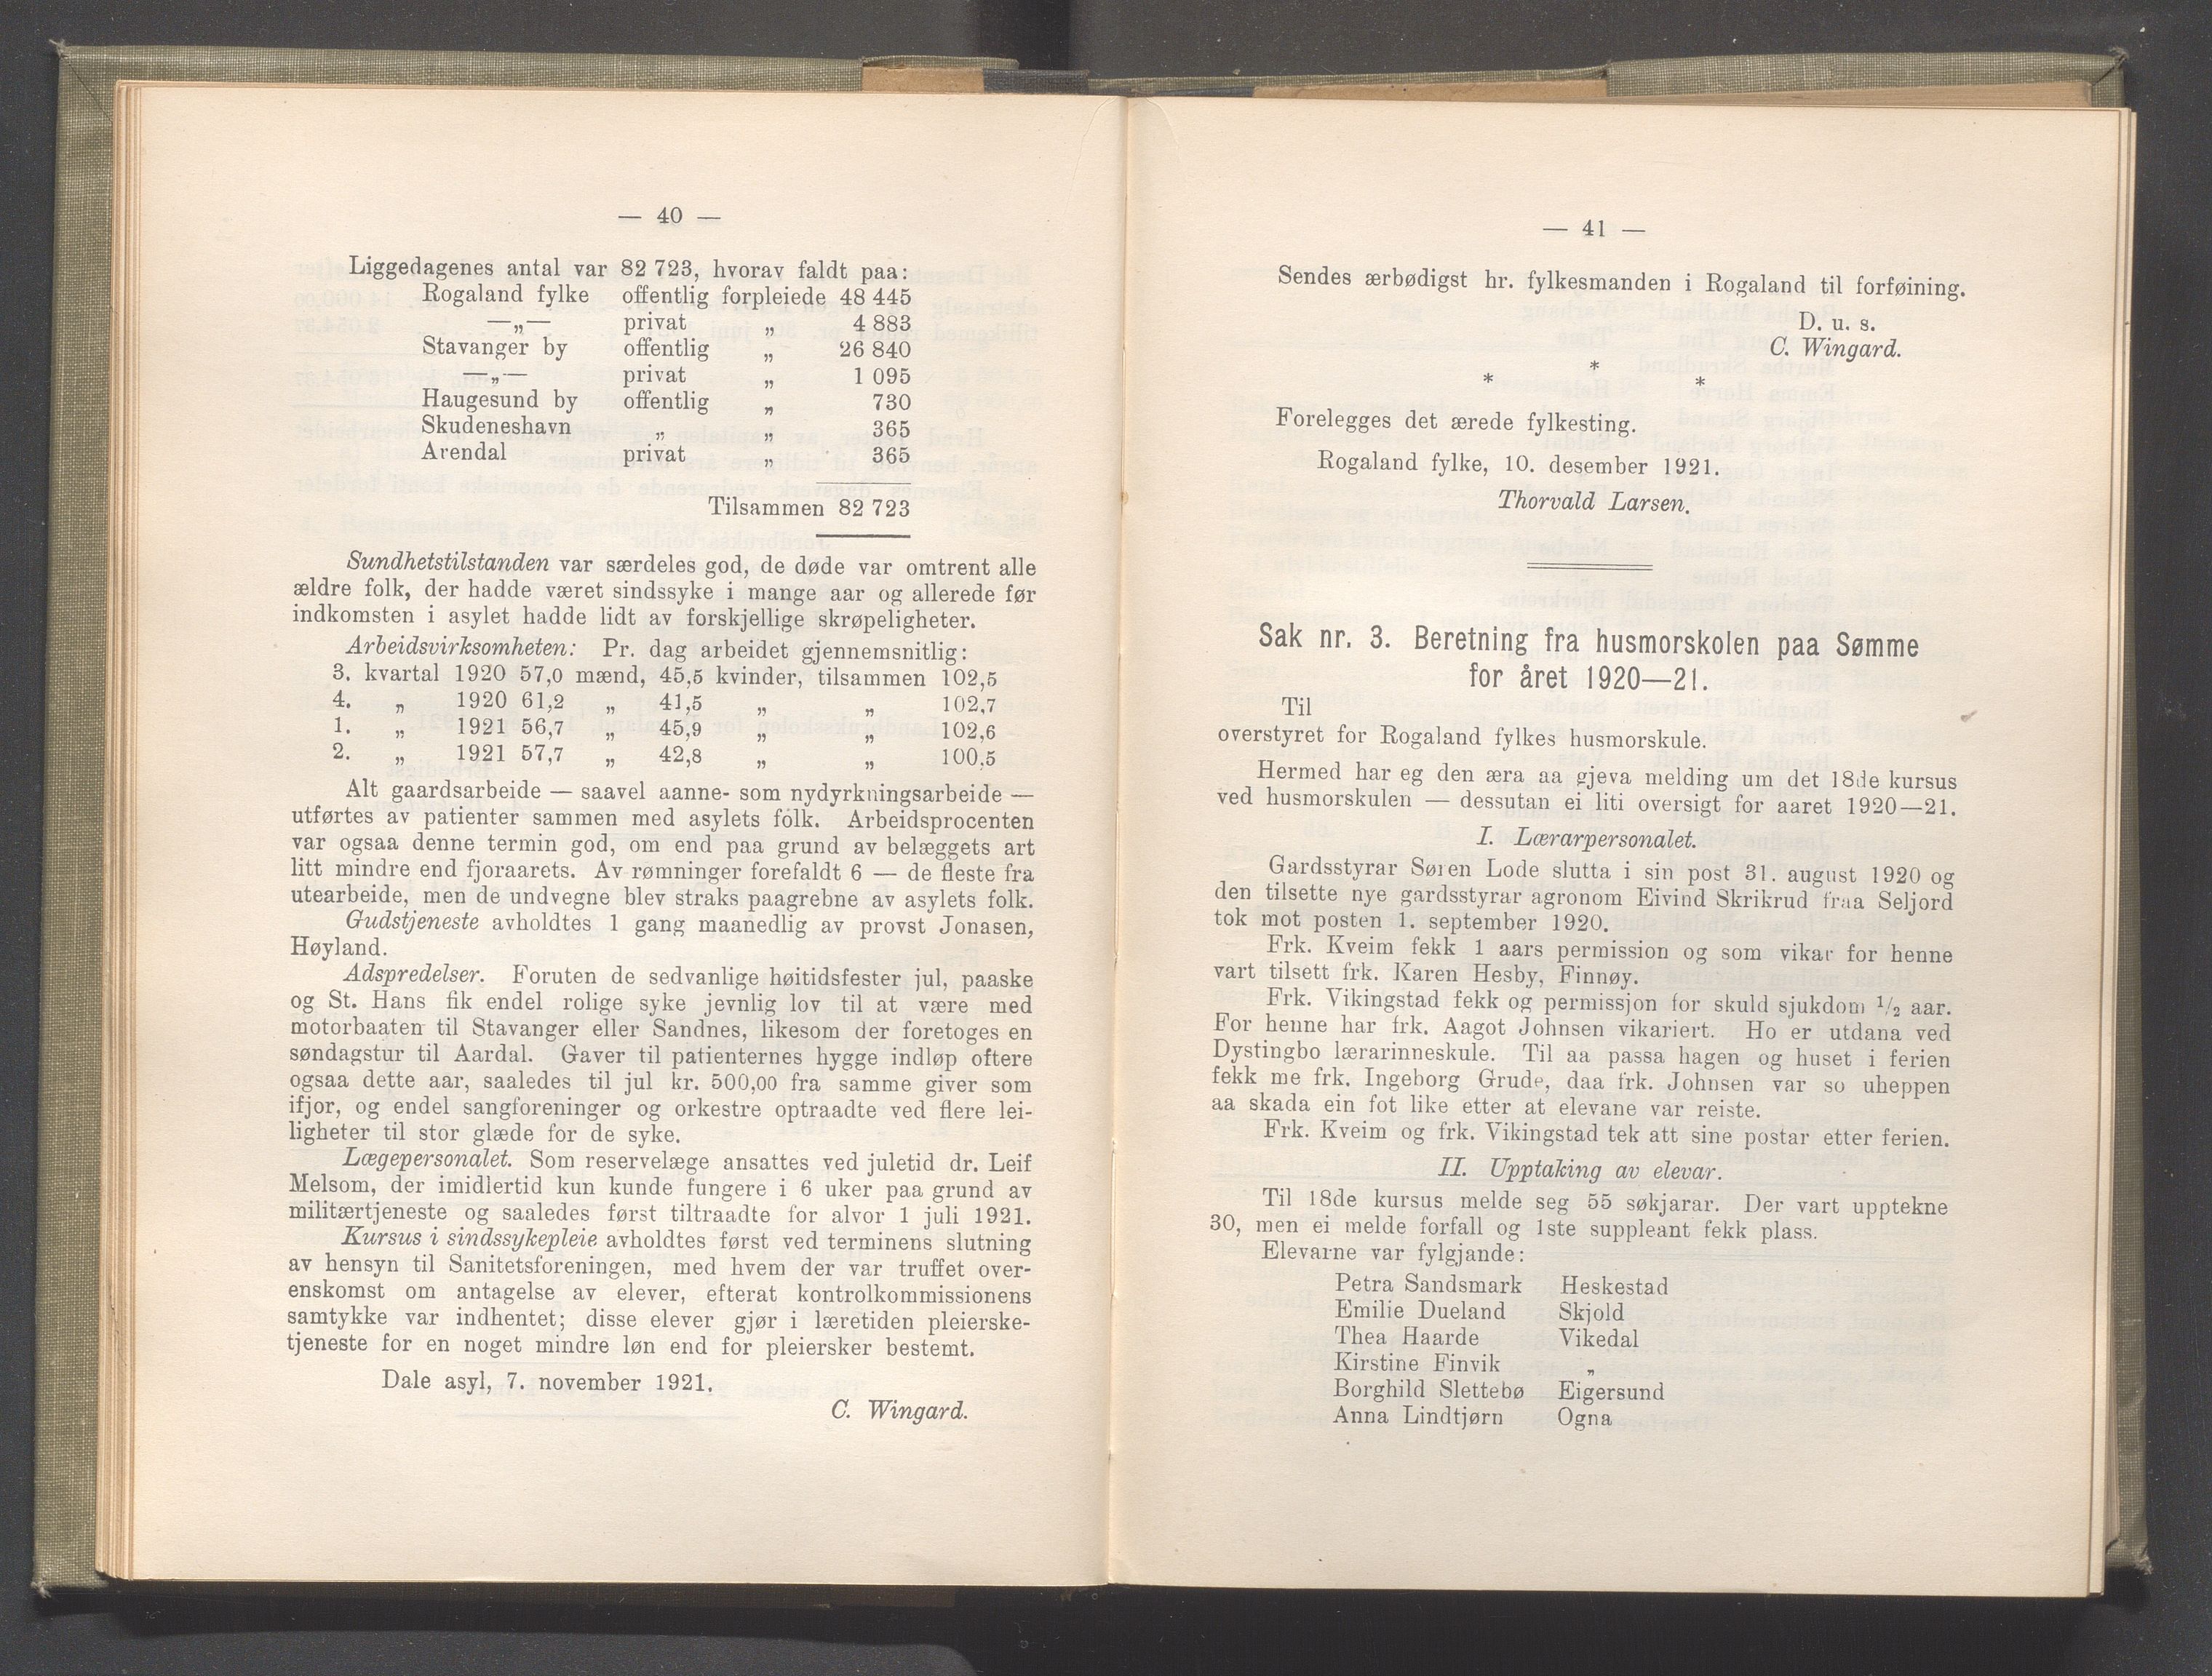 — 40 —
Liggedagenes antal var 82 723, hvorav faldt paa:
Rogaland fylke offentlig forpleiede 48 445
—„— privat „ 4 883
Stavanger by offentlig „ 26 840
—„— privat „ 1 095
Haugesund by offentlig „ 730
Skudeneshavn „ „ 365
Arendal privat „ 365
Tilsammen 82 723
Sundhetstilstanden var særdeles god, de døde var omtrent alle
ældre folk, der hadde været sindssyke i mange aar og allerede før
indkomsten i asylet hadde lidt av forskjellige skrøpeligheter.
Arbeidsvirksomheten: Pr. dag arbeidet gjennemsnitlig:
3. kvartal 1920 57,0 mænd, 45,5 kvinder, tilsammen 102,5
4. „ 1920 61,2 „ 41,5 „ „ 102,7
1. „ 1921 56,7 „ 45,9 „ „ 102,6
2. „ 1921 57,7 „ 42,8 „ „ 100,5
Alt gaardsarbeide — saavel aanne- som nydyrkningsarbeide —
utførtes av patienter sammen med asylets folk. Arbeidsprocenten
var ogsaa denne termin god, om end paa grund av belæggets art
litt mindre end fjoraarets. Av rømninger forefaldt 6 — de fleste fra
utearbeide, men de undvegne blev straks paagrebne av asylets folk.
Gudstjeneste avholdtes 1 gang maanedlig av provst Jonasen,
Høyland.
Adspredelser. Foruten de sedvanlige høitidsfester jul, paaske
og St. Hans fik endel rolige syke jevnlig lov til at være med
motorbaaten til Stavanger eller Sandnes, likesom der foretoges en
søndagstur til Aardal. Gaver til patienternes hygge indløp oftere
ogsaa dette aar, saaledes til jul kr. 500,00 fra samme giver som
ifjor, og endel sangforeninger og orkestre optraadte ved flere lei-
ligheter til stor glæde for de syke.
Lægepersonalet. Som reservelæge ansattes ved juletid dr. Leif
Melsom, der imidlertid kun kunde fungere i 6 uker paa grund av
militærtjeneste og saaledes først tiltraadte for alvor 1 juli 1921.
Kursus i sindssykepleie avholdtes først ved terminens slutning
av hensyn til Sanitetsforeningen, med hvem der var truffet over-
enskomst om antagelse av elever, efterat kontrolkommissionens
samtykke var indhentet; disse elever gjør i læretiden pleierske-
tjeneste for en noget mindre løn end for pleiersker bestemt.
Dale asyl, 7. november 1921.
C. Wingard.
— 41 —
Sendes ærbødigst hr. fylkesmanden i Rogaland til forføining.
D. u. s.
C. Wingard.
*
* *
Forelegges det ærede fylkesting.
Rogaland fylke, 10. desember 1921.
Thorvald Larsen.
Sak nr. 3. Beretning fra husmorskolen paa Sømme
for året 1920—21.
Til
overstyret for Rogaland fylkes husmorskule.
Hermed har eg den æra aa gjeva melding um det 18de kursus
ved husmorskulen — dessutan ei liti oversigt for aaret 1920—21.
I. Lærarpersonalet.
Gardsstyrar Søren Lode slutta i sin post 31. august 1920 og
den tilsette nye gardsstyrar agronom Eivind Skrikrud fraa Seljord
tok mot posten 1. september 1920.
Frk. Kveim fekk 1 aars permission og som vikar for henne
vart tilsett frk. Karen Hesby, Finnøy.
Frk. Vikingstad fekk og permissjon for skuld sjukdom 1/2 aar.
For henne har frk. Aagot Johnsen vikariert. Ho er utdana ved
Dystingbo lærarinneskule. Til aa passa hagen og huset i ferien
fekk me frk. Ingeborg Grude, daa frk. Johnsen var so uheppen
aa skada ein fot like etter at elevane var reiste.
Frk. Kveim og frk. Vikingstad tek att sine postar etter ferien.
II. Upptaking av elevar.
Til 18de kursus melde seg 55 søkjarar. Der vart upptekne
30, men ei melde forfall og 1ste suppleant fekk plass.
Elevarne var fylgjande:
Petra Sandsmark Heskestad
Emilie Dueland Skjold
Thea Haarde Vikedal
Kirstine Finvik „
Borghild Slettebø Eigersund
Anna Lindtjørn Ogna